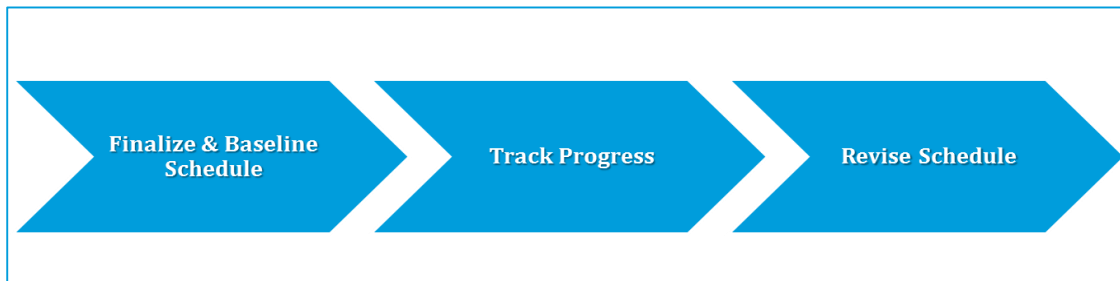 Finalize & Baseline
Schedule
Track Progress
Revise Schedule